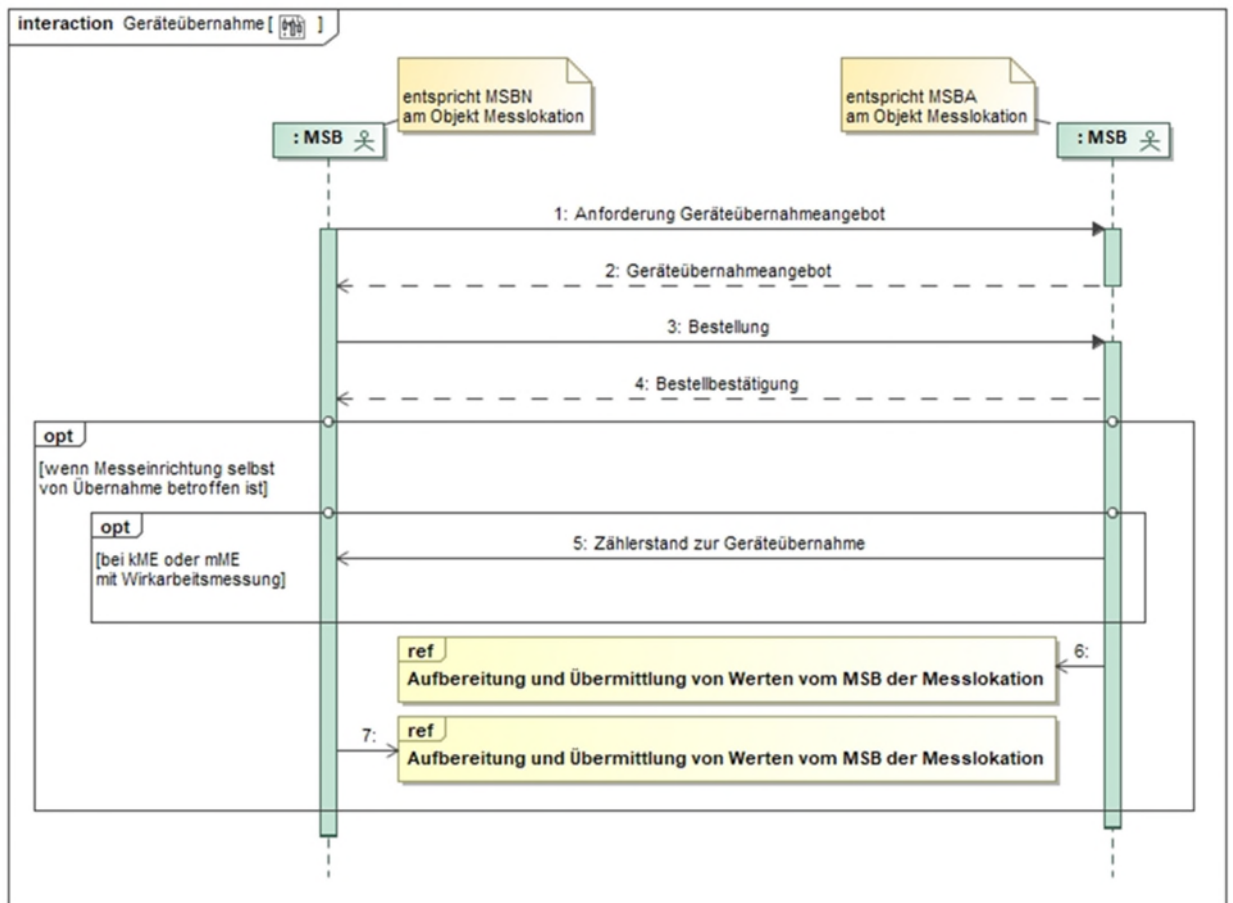 interaction Geräteübernahme [ ]
entspricht MSBN
am Objekt Messlokation
entspricht MSBA
am Objekt Messlokation
: MSB
: MSB
1: Anforderung Geräteübernahmeangebot
2: Geräteübernahmeangebot
3: Bestellung
4: Bestellbestätigung
opt
[wenn Messeinrichtung selbst
von Übernahme betroffen ist]
opt
[bei kME oder mME
mit Wirkarbeitsmessung]
5: Zählerstand zur Geräteübernahme
ref
Aufbereitung und Übermittlung von Werten vom MSB der Messlokation
6:
7:
ref
Aufbereitung und Übermittlung von Werten vom MSB der Messlokation